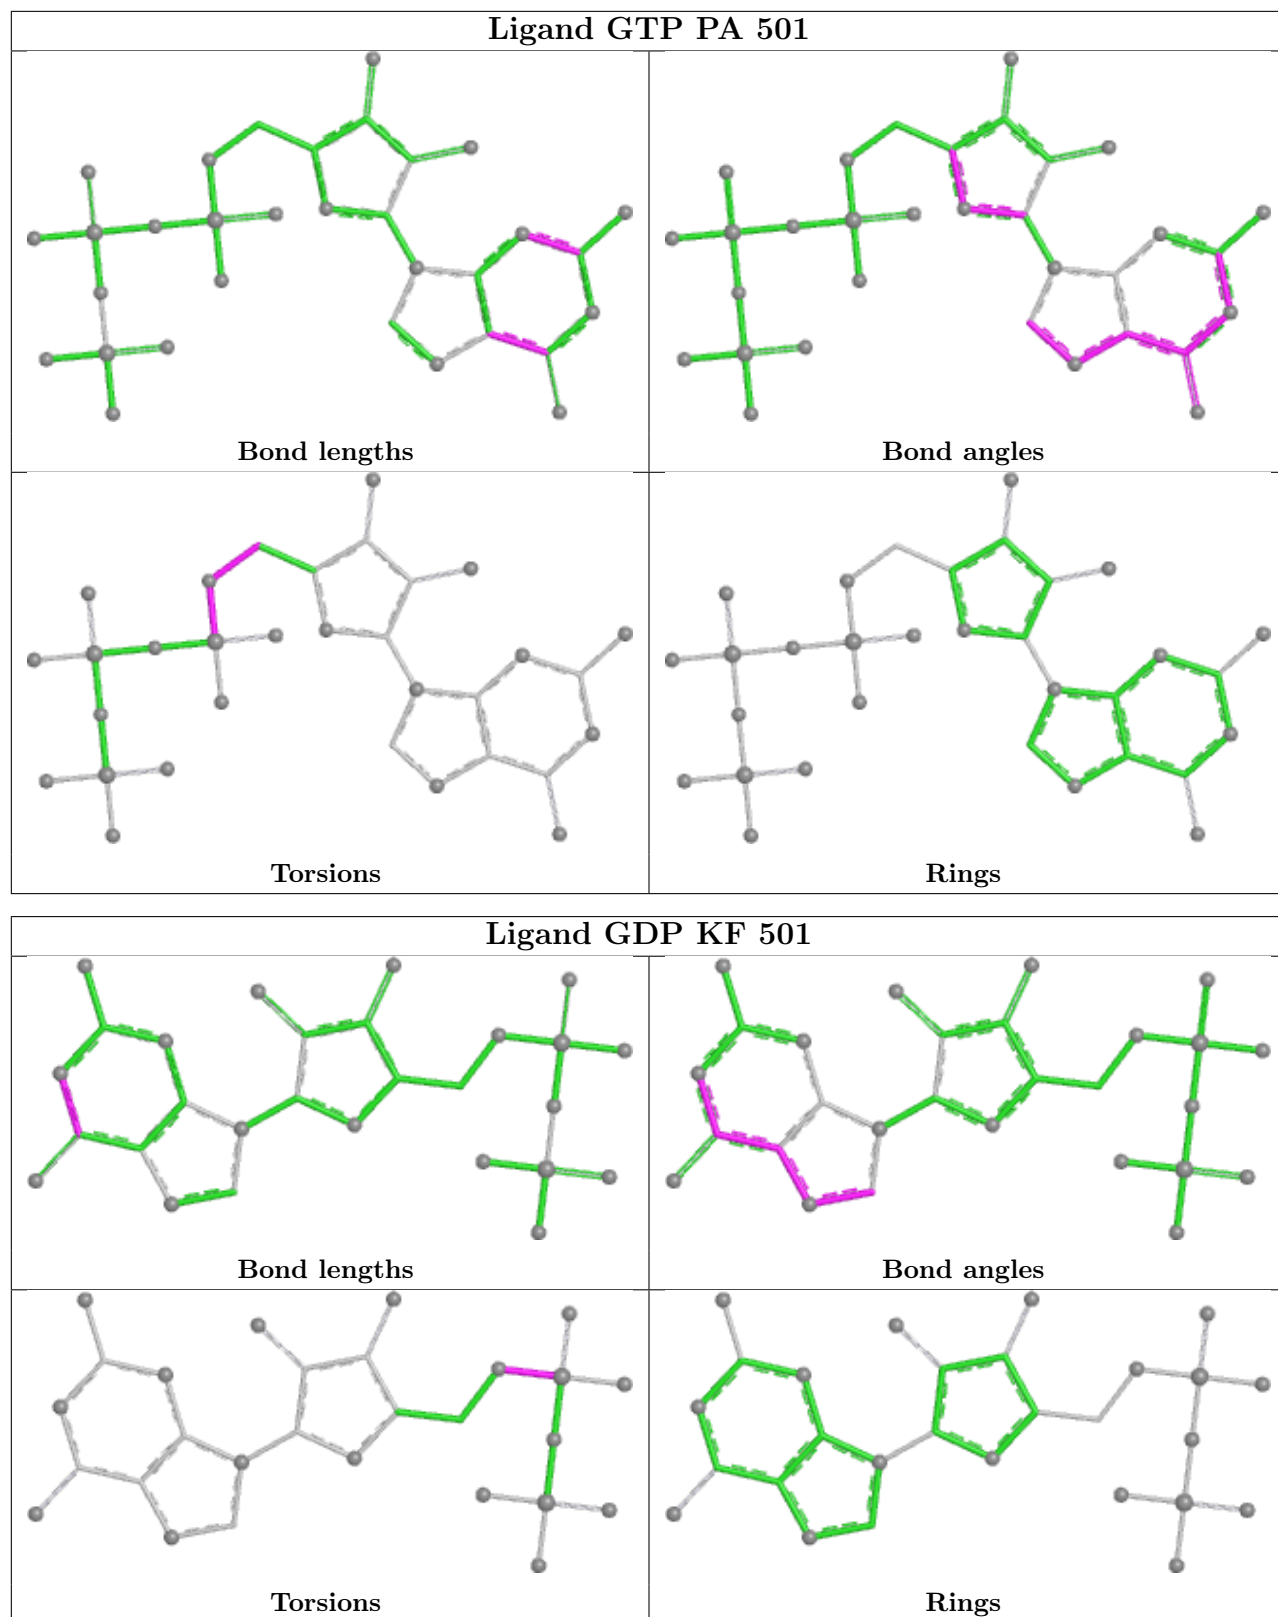 Ligand GTP PA 501
Bond lengths
Bond angles
Torsions
Rings
Ligand GDP KF 501
Bond lengths
Bond angles
Torsions
Rings